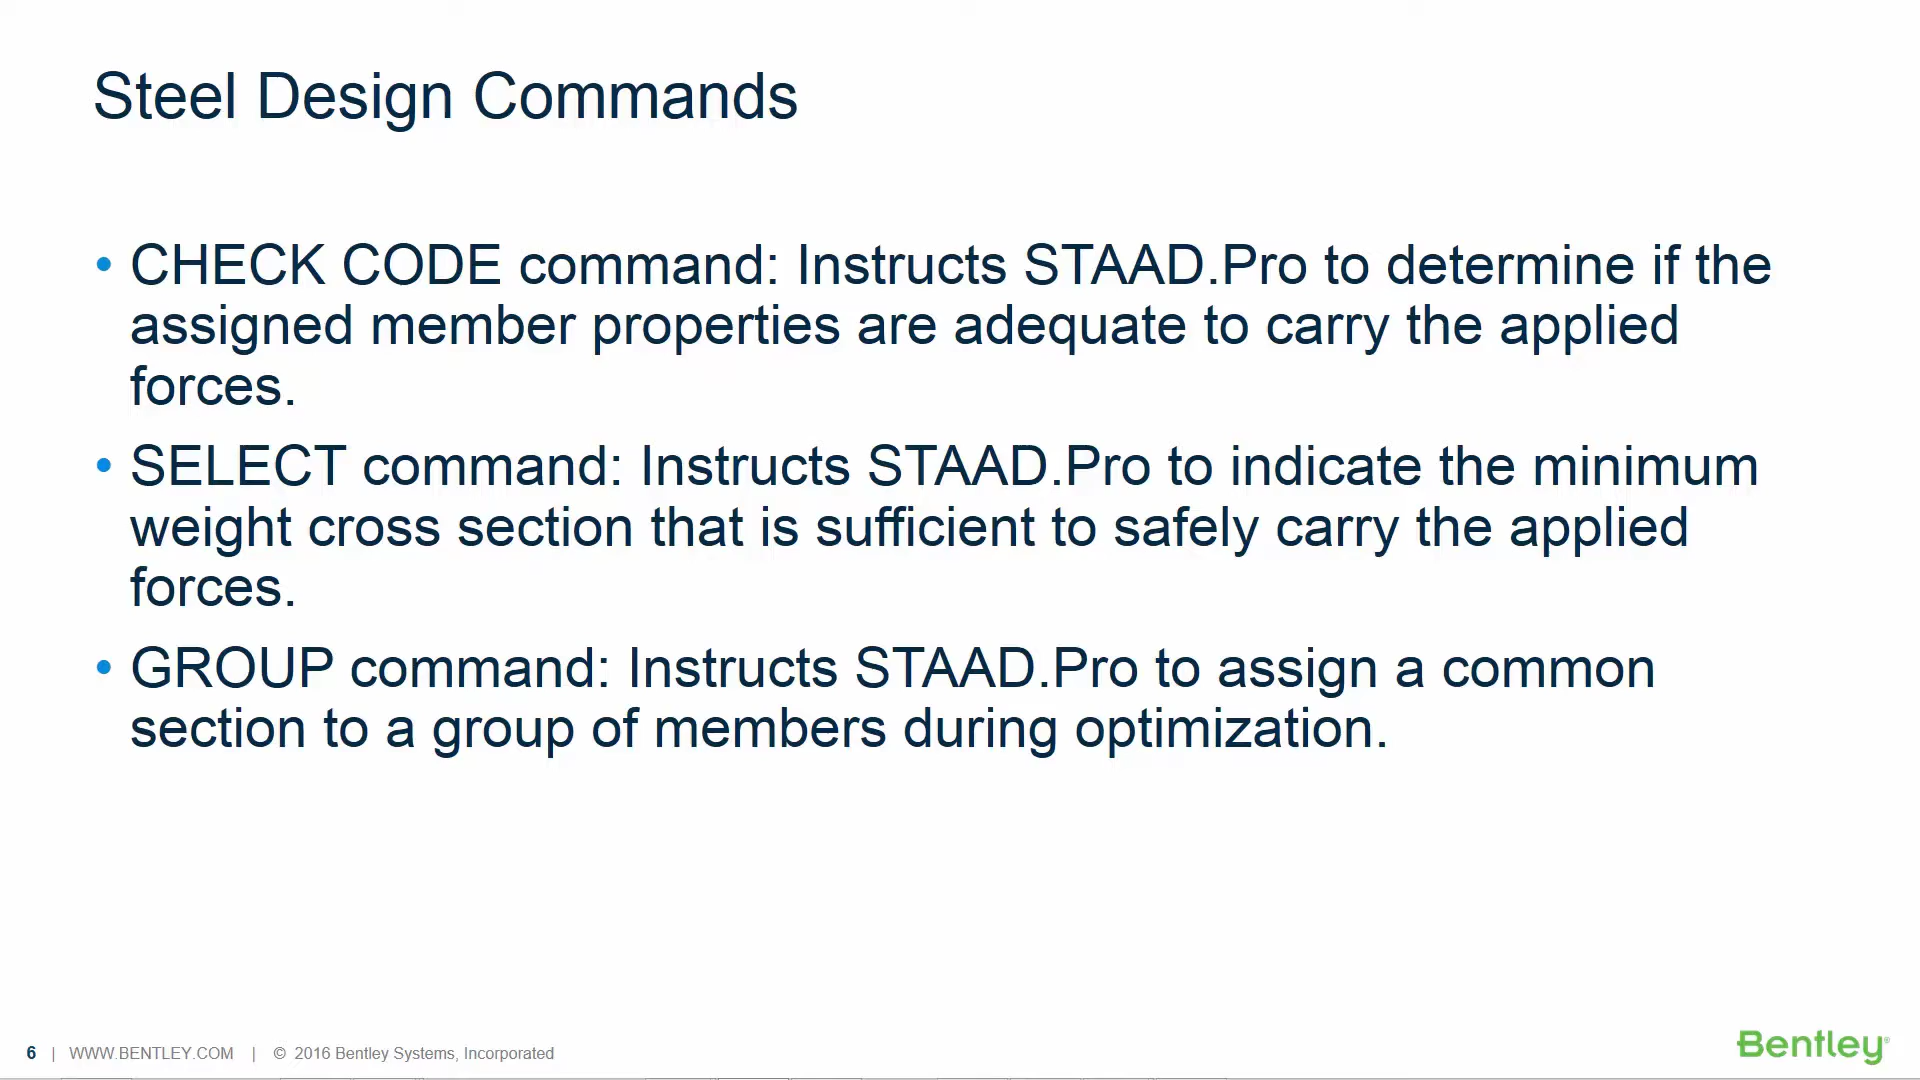 Steel Design Commands
• CHECK CODE command: Instructs STAAD.Pro to determine if the
assigned member properties are adequate to carry the applied
forces.
• SELECT command: Instructs STAAD.Pro to indicate the minimum
weight cross section that is sufficient to safely carry the applied
forces.
• GROUP command: Instructs STAAD.Pro to assign a common
section to a group of members during optimization.
6 | WWW.BENTLEY.COM | © 2016 Bentley Systems, Incorporated
Bentley®